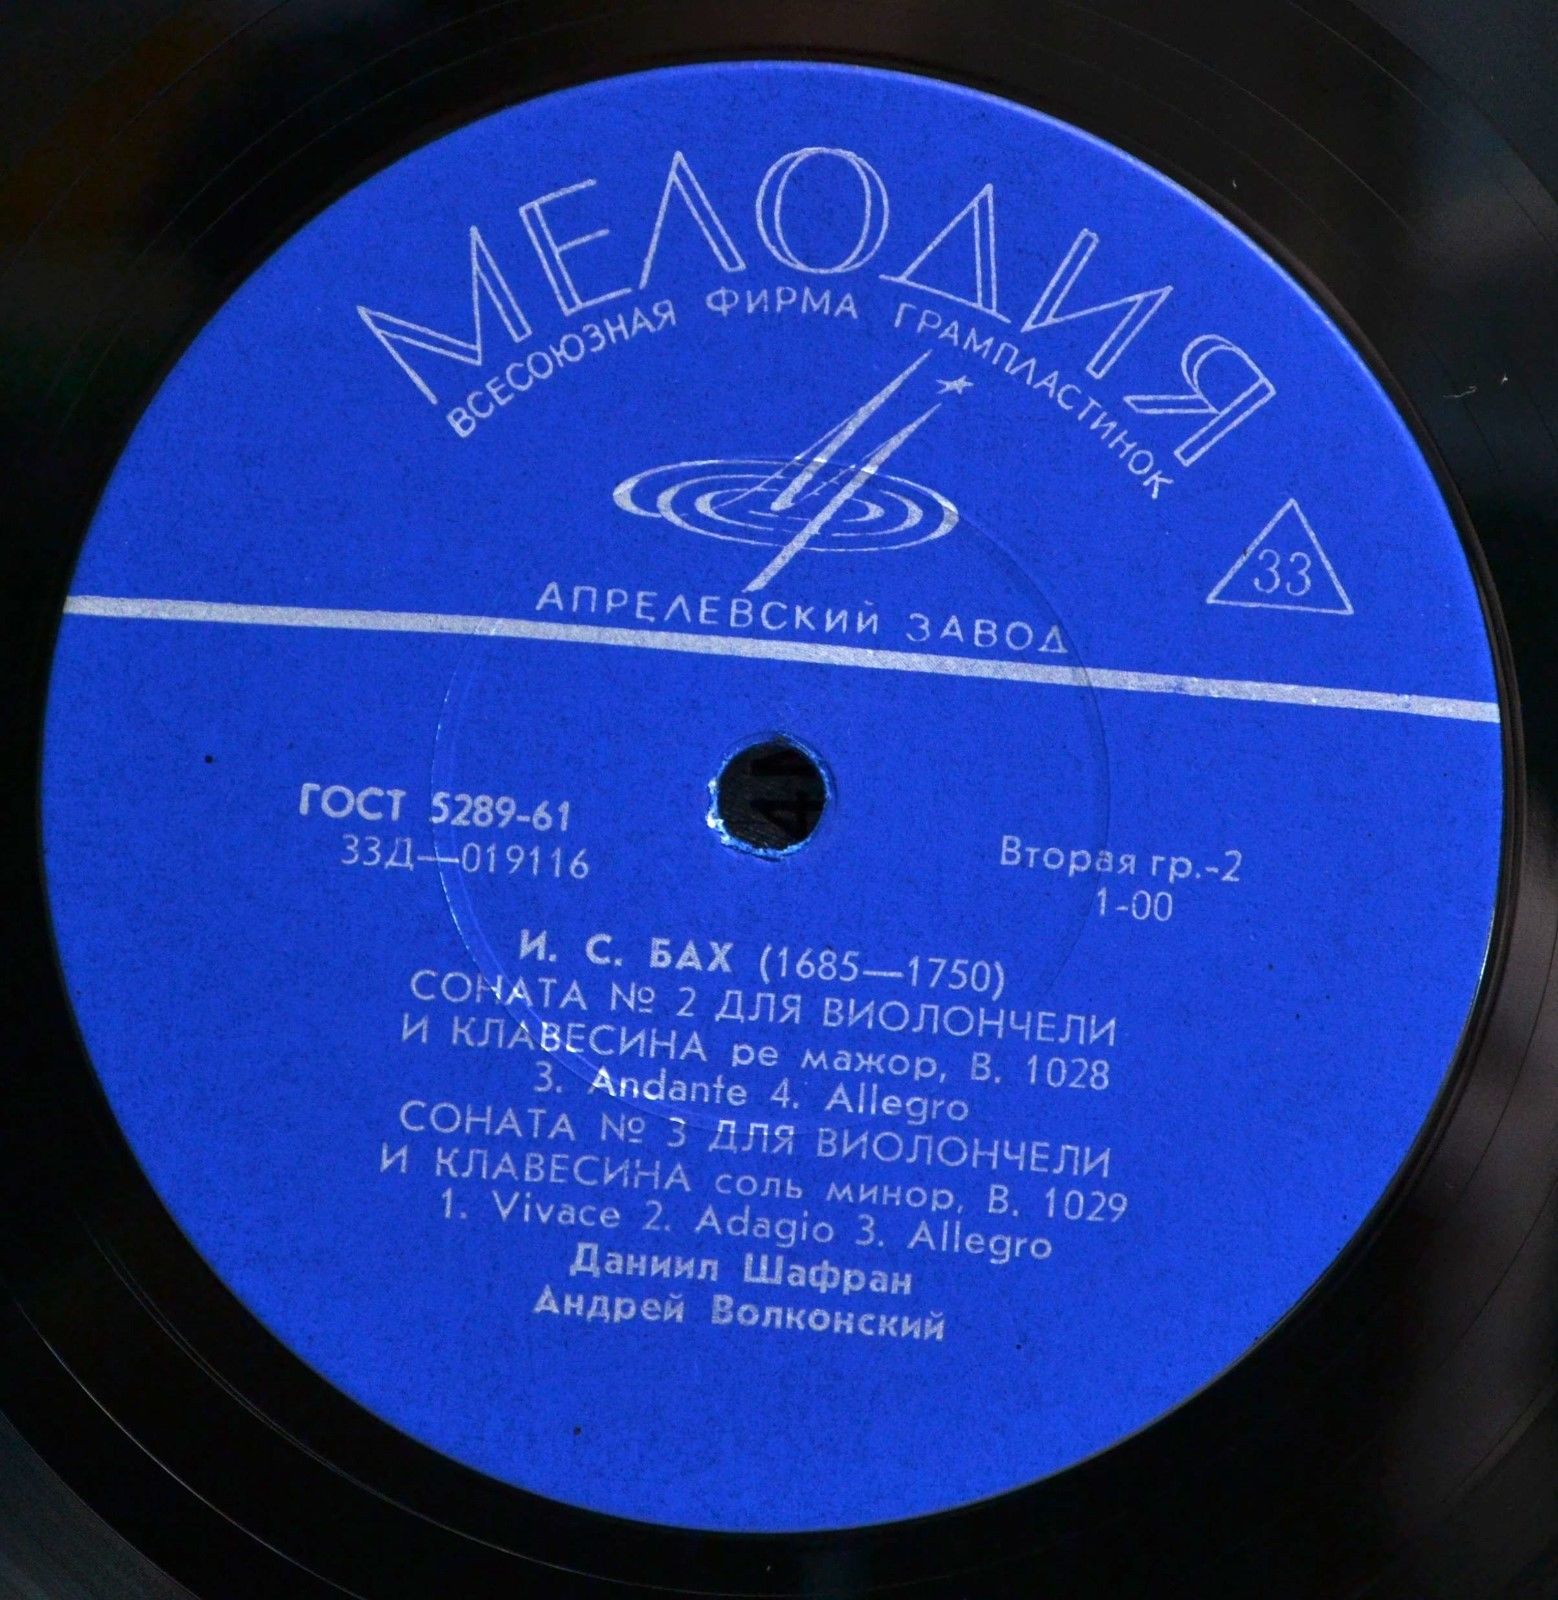 МЕЛОДИЯ
ВСЕСОЮЗНАЯ ФИРМА ГРАМПЛАСТИНОК
33
АПРЕЛЕВСКИЙ ЗАВОД
ГОСТ 5289-61
33Д—019116
Вторая гр.-2
1-00
И. С. БАХ (1685—1750)
СОНАТА № 2 ДЛЯ ВИОЛОНЧЕЛИ
И КЛАВЕСИНА ре мажор, В. 1028
3. Andante 4. Allegro
СОНАТА № 3 ДЛЯ ВИОЛОНЧЕЛИ
И КЛАВЕСИНА соль минор, В. 1029
1. Vivace 2. Adagio 3. Allegro
Даниил Шафран
Андрей Волконский